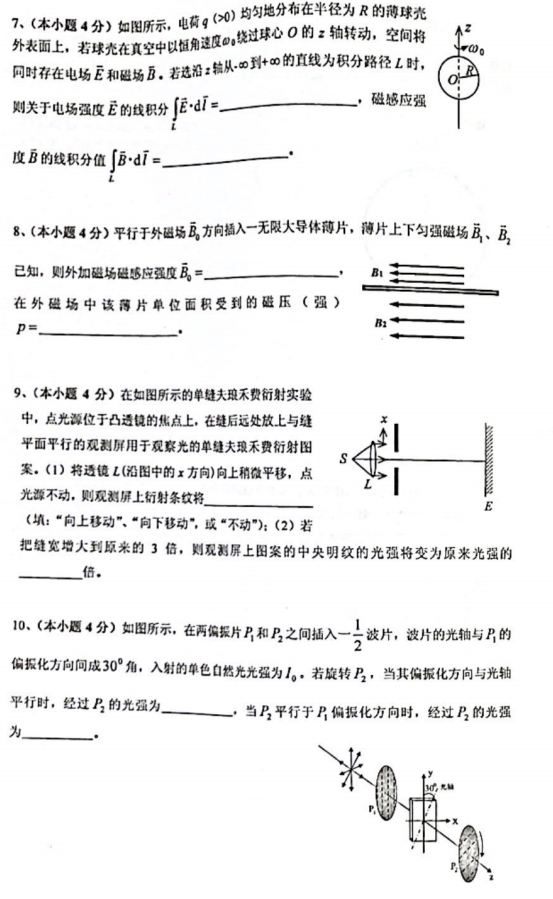 7、(本小题 4 分) 如图所示，电荷 q (>0) 均匀地分布在半径为 R 的薄球壳
外表面上，若球壳在真空中以恒角速度ω₀绕过球心 O 的 z 轴转动，空间将
同时存在电场 E⃗ 和磁场 B⃗。若选沿 z 轴从-∞到+∞的直线为积分路径 L 时，
则关于电场强度 E⃗ 的线积分 ∫_L E⃗·dl⃗ =__________，磁感应强
度 B⃗ 的线积分值 ∫_L B⃗·dl⃗ =__________.
z
ω₀
R
O
8、(本小题 4 分) 平行于外磁场 B⃗₀ 方向插入一无限大导体薄片，薄片上下匀强磁场 B⃗₁、B⃗₂
已知，则外加磁场磁感应强度 B⃗₀ =__________，
在外磁场中该薄片单位面积受到的磁压（强）
p =__________.
B₁
B₂
9、(本小题 4 分) 在如图所示的单缝夫琅禾费衍射实验
中，点光源位于凸透镜的焦点上，在缝后远处放上与缝
平面平行的观测屏用于观察光的单缝夫琅禾费衍射图
案。(1) 将透镜 L(沿图中的 x 方向)向上稍微平移，点
光源不动，则观测屏上衍射条纹将__________
(填：“向上移动”、“向下移动”，或“不动”)；(2) 若
把缝宽增大到原来的 3 倍，则观测屏上图案的中央明纹的光强将变为原来光强的
__________倍。
x
S
L
E
10、(本小题 4 分) 如图所示，在两偏振片 P₁ 和 P₂ 之间插入一 1/2 波片，波片的光轴与 P₁ 的
偏振化方向间成 30⁰ 角，入射的单色自然光光强为 I₀。若旋转 P₂，当其偏振化方向与光轴
平行时，经过 P₂ 的光强为__________，当 P₂ 平行于 P₁ 偏振化方向时，经过 P₂ 的光强
为__________.
y
30⁰
光轴
P₁
x
P₂
z